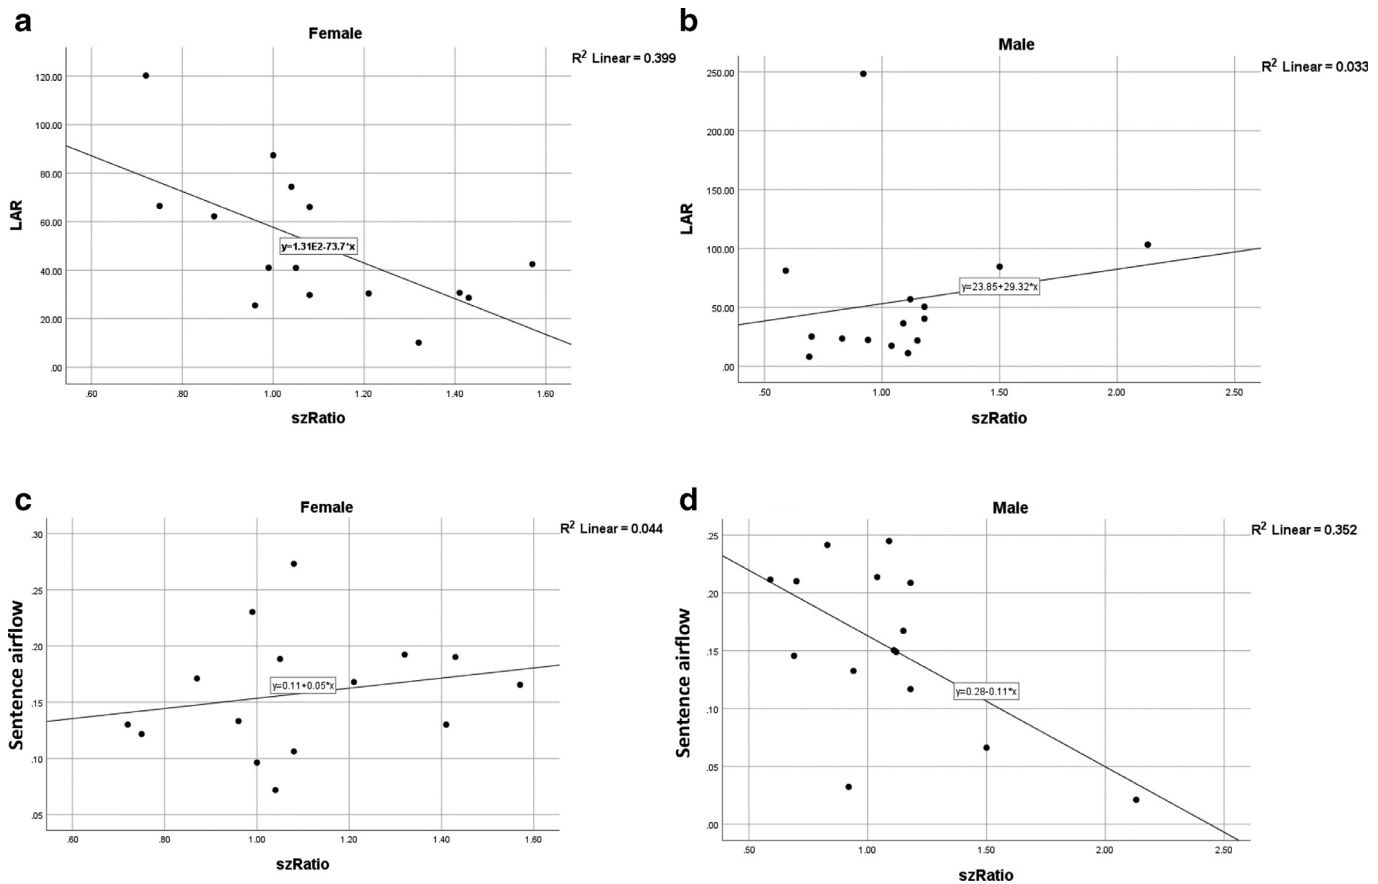 a
Female
R² Linear = 0.399
120.00
100.00
80.00
60.00
40.00
20.00
.00
LAR
y=1.31E2-73.7*x
.60
.80
1.00
1.20
1.40
1.60
szRatio
b
Male
R² Linear = 0.033
250.00
200.00
150.00
100.00
50.00
.00
LAR
y=23.85+29.32*x
.50
1.00
1.50
2.00
2.50
szRatio
c
Female
R² Linear = 0.044
.30
.25
.20
.15
.10
.05
Sentence airflow
y=0.11+0.05*x
.60
.80
1.00
1.20
1.40
1.60
szRatio
d
Male
R² Linear = 0.352
.25
.20
.15
.10
.05
.00
Sentence airflow
y=0.28-0.11*x
.50
1.00
1.50
2.00
2.50
szRatio